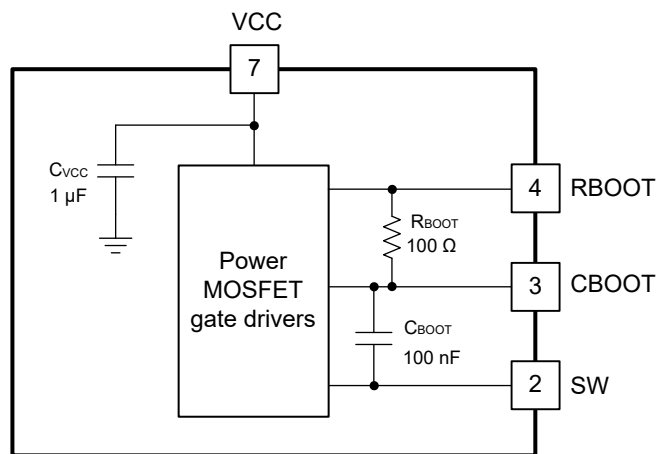 VCC
7
CVCC
1 µF
4
RBOOT
RBOOT
100 Ω
Power
MOSFET
gate drivers
3
CBOOT
CBOOT
100 nF
2
SW